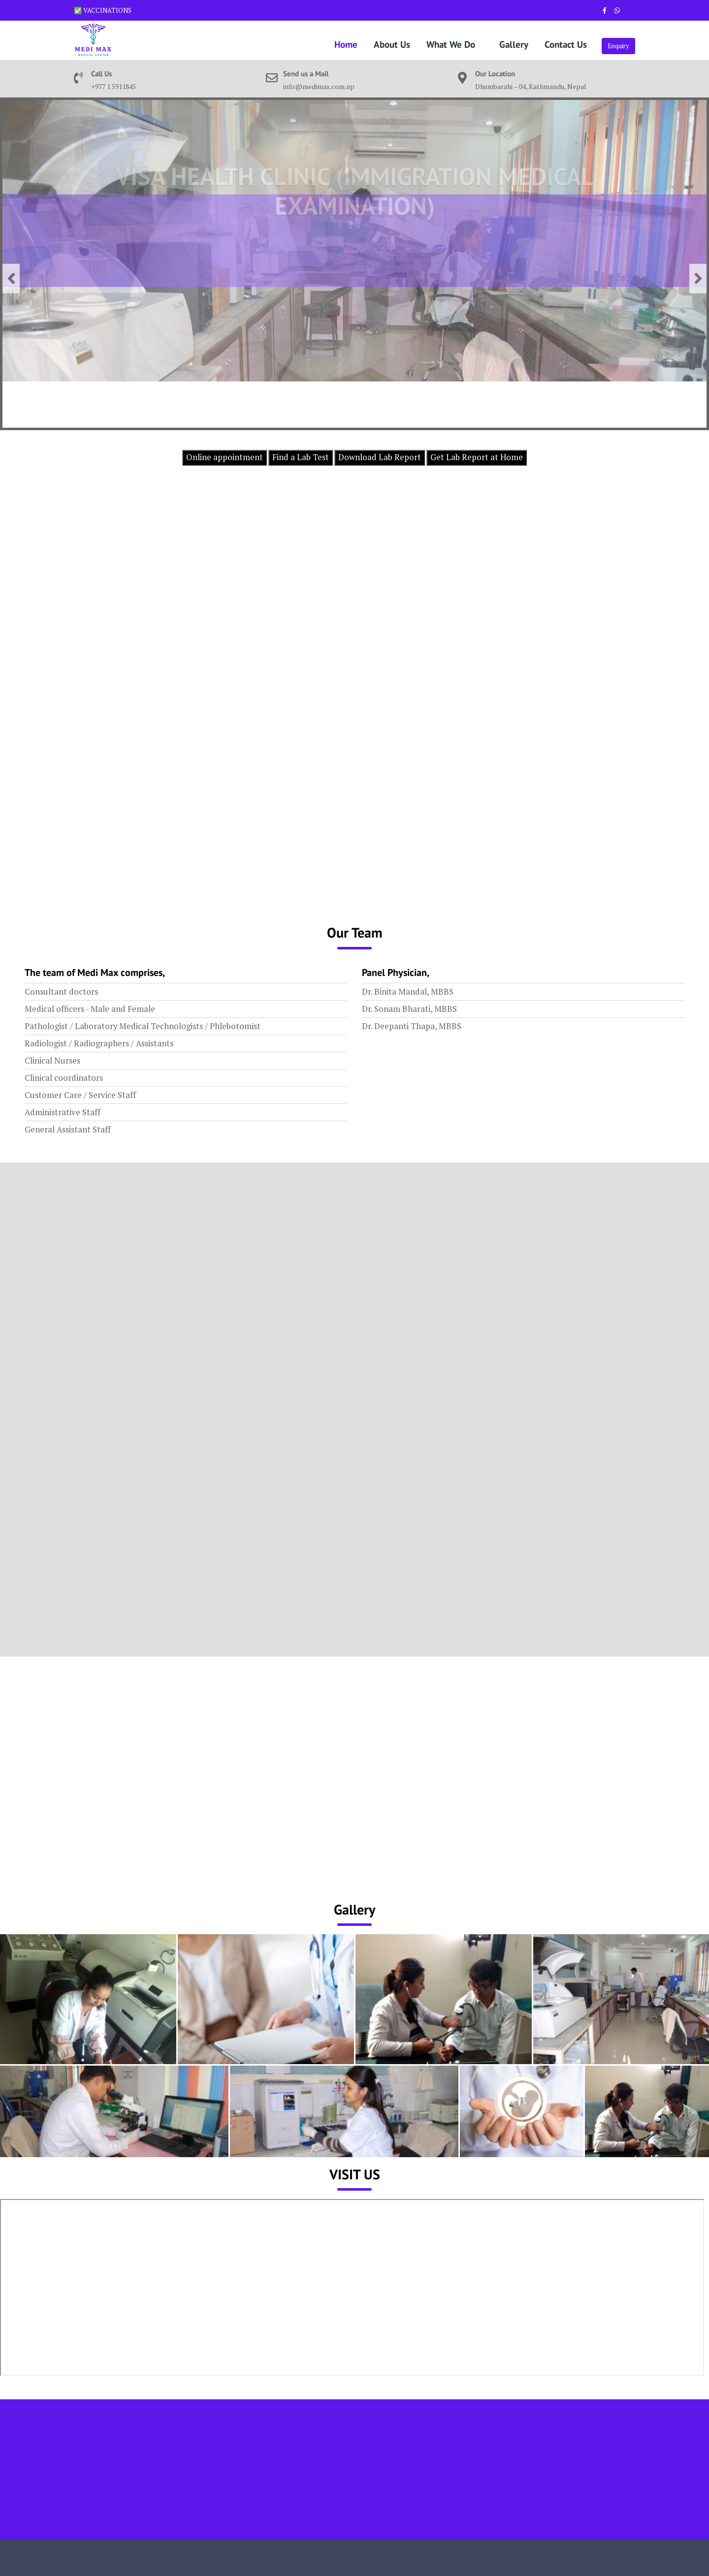 ✅ VACCINATIONS
MEDI MAX
MEDICAL CENTER
Home
About Us
What We Do
Gallery
Contact Us
Enquiry
Call Us
+977 1 5911845
Send us a Mail
info@medimax.com.np
Our Location
Dhumbarahi – 04, Kathmandu, Nepal
VISA HEALTH CLINIC (IMMIGRATION MEDICAL
EXAMINATION)
Online appointment
Find a Lab Test
Download Lab Report
Get Lab Report at Home
Our Team
The team of Medi Max comprises,
Consultant doctors
Medical officers - Male and Female
Pathologist / Laboratory Medical Technologists / Phlebotomist
Radiologist / Radiographers / Assistants
Clinical Nurses
Clinical coordinators
Customer Care / Service Staff
Administrative Staff
General Assistant Staff
Panel Physician,
Dr. Binita Mandal, MBBS
Dr. Sonam Bharati, MBBS
Dr. Deepanti Thapa, MBBS
Gallery
VISIT US